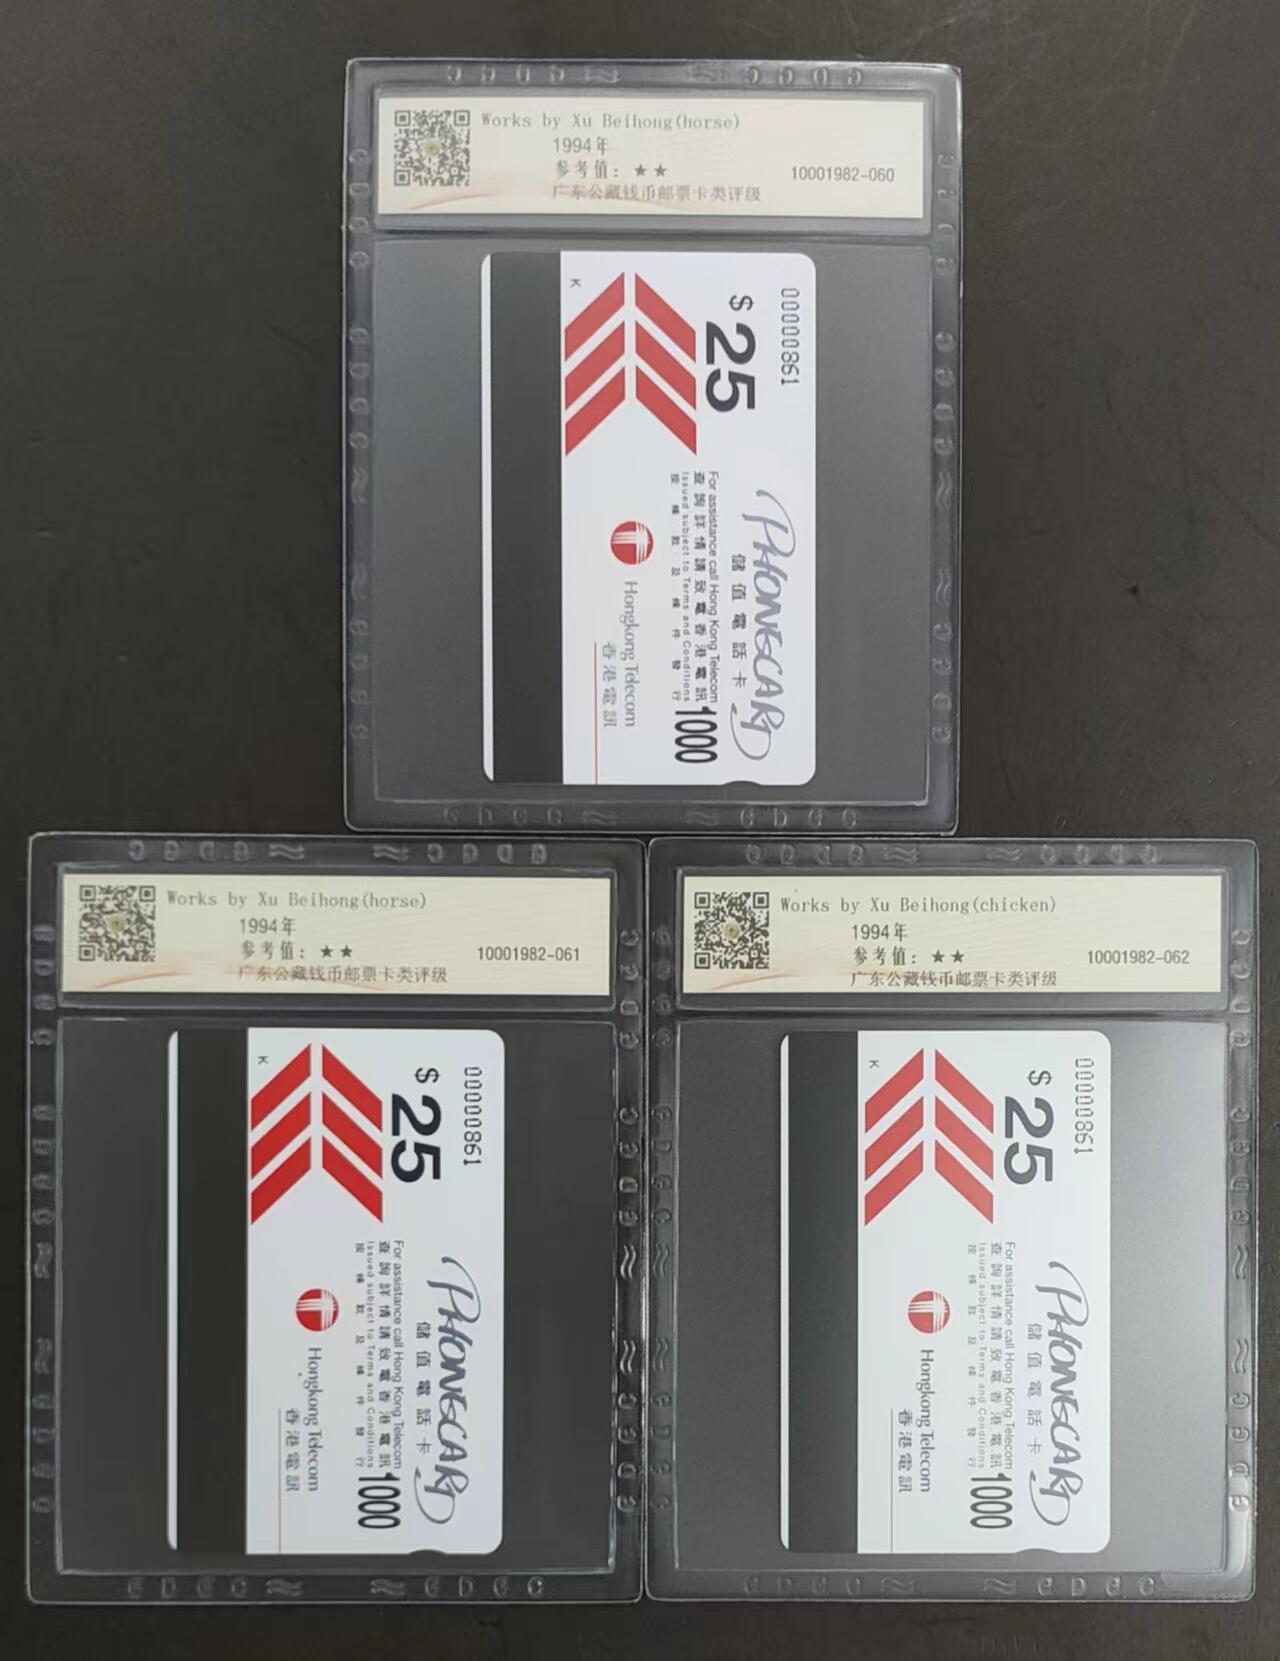 Works by Xu Beihong(horse)
1994年
参考值：★★
10001982-060
广东公藏钱币邮票卡类评级
00000861
$25
K
PHONECARD
儲值電話卡
For assistance call Hong Kong Telecom
查詢詳情請致電香港電訊
Issued subject to Terms and Conditions
按條款及條件發行
1000
Hongkong Telecom
香港電訊
Works by Xu Beihong(horse)
1994年
参考值：★★
10001982-061
广东公藏钱币邮票卡类评级
00000861
$25
K
PHONECARD
儲值電話卡
For assistance call Hong Kong Telecom
查詢詳情請致電香港電訊
Issued subject to Terms and Conditions
按條款及條件發行
1000
Hongkong Telecom
香港電訊
Works by Xu Beihong(chicken)
1994年
参考值：★★
10001982-062
广东公藏钱币邮票卡类评级
00000861
$25
K
PHONECARD
儲值電話卡
For assistance call Hong Kong Telecom
查詢詳情請致電香港電訊
Issued subject to Terms and Conditions
按條款及條件發行
1000
Hongkong Telecom
香港電訊